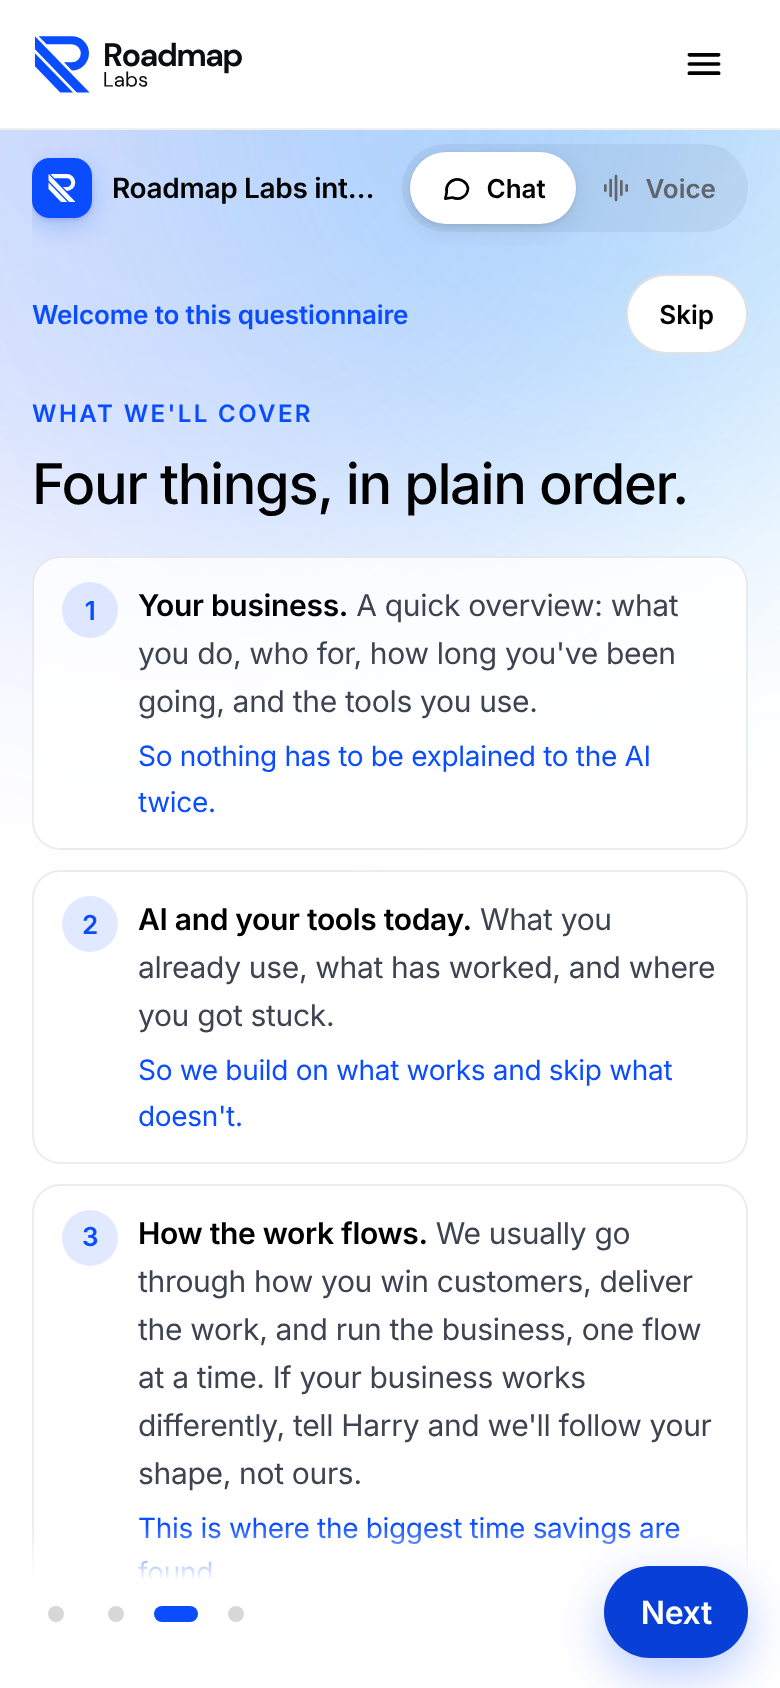 Roadmap
Labs
Roadmap Labs int...
Chat
Voice
Welcome to this questionnaire
Skip
WHAT WE'LL COVER
Four things, in plain order.
1
Your business. A quick overview: what
you do, who for, how long you've been
going, and the tools you use.
So nothing has to be explained to the AI
twice.
2
AI and your tools today. What you
already use, what has worked, and where
you got stuck.
So we build on what works and skip what
doesn't.
3
How the work flows. We usually go
through how you win customers, deliver
the work, and run the business, one flow
at a time. If your business works
differently, tell Harry and we'll follow your
shape, not ours.
This is where the biggest time savings are
found
Next